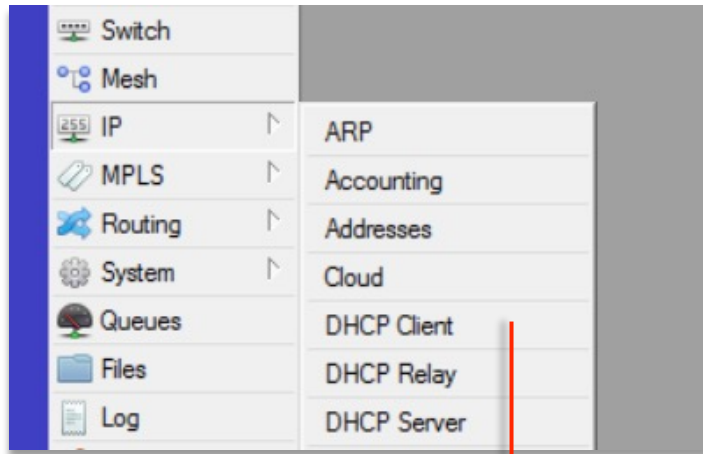 Switch
Mesh
255 IP
MPLS
Routing
System
Queues
Files
Log
ARP
Accounting
Addresses
Cloud
DHCP Client
DHCP Relay
DHCP Server